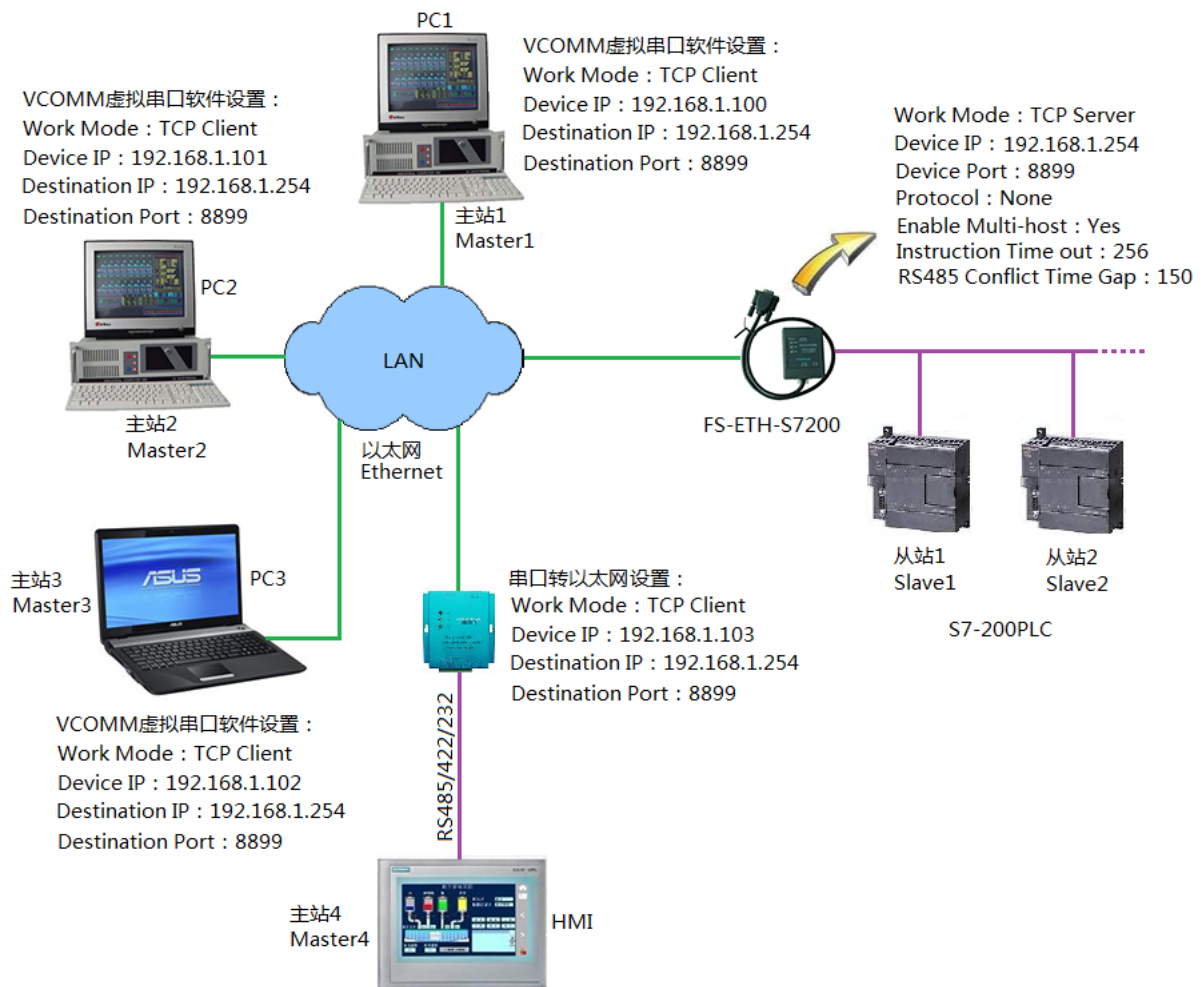 PC1
VCOMM虚拟串口软件设置：
Work Mode：TCP Client
Device IP：192.168.1.100
Destination IP：192.168.1.254
Destination Port：8899
主站1
Master1
VCOMM虚拟串口软件设置：
Work Mode：TCP Client
Device IP：192.168.1.101
Destination IP：192.168.1.254
Destination Port：8899
PC2
主站2
Master2
Work Mode：TCP Server
Device IP：192.168.1.254
Device Port：8899
Protocol：None
Enable Multi-host：Yes
Instruction Time out：256
RS485 Conflict Time Gap：150
LAN
以太网
Ethernet
FS-ETH-S7200
从站1
Slave1
从站2
Slave2
S7-200PLC
主站3
Master3
ASUS
PC3
VCOMM虚拟串口软件设置：
Work Mode：TCP Client
Device IP：192.168.1.102
Destination IP：192.168.1.254
Destination Port：8899
串口转以太网设置：
Work Mode：TCP Client
Device IP：192.168.1.103
Destination IP：192.168.1.254
Destination Port：8899
RS485/422/232
主站4
Master4
HMI